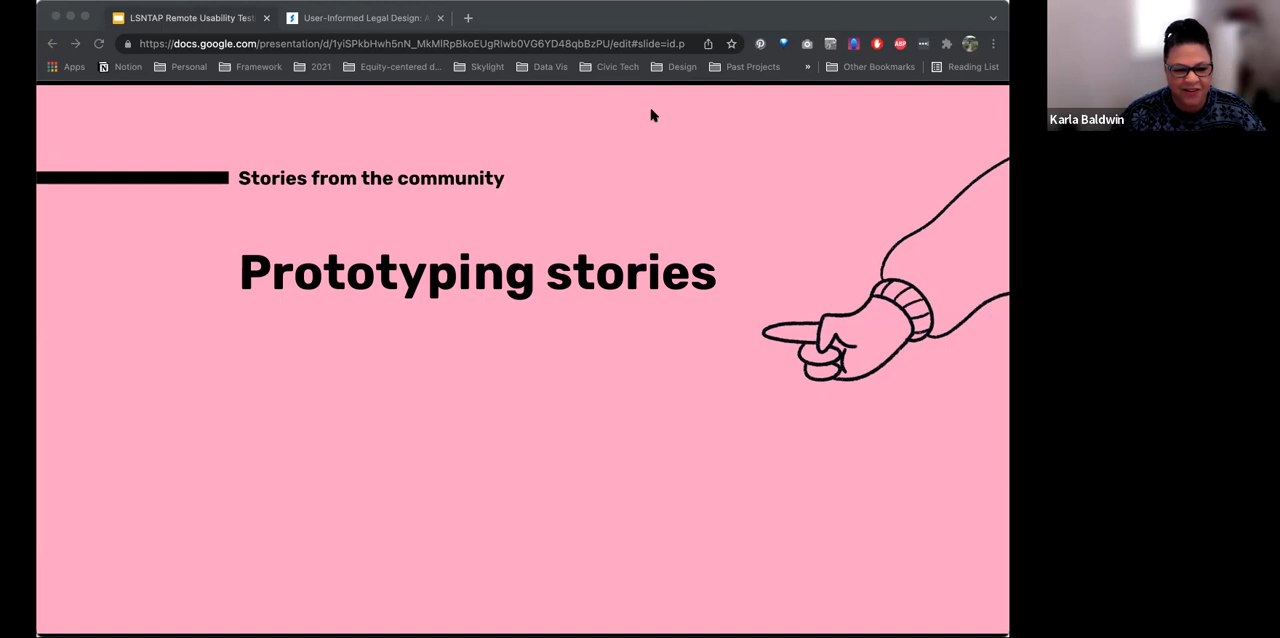 LSNTAP Remote Usability Test
User-Informed Legal Design: A
https://docs.google.com/presentation/d/1yiSPkbHwh5nN_MkMlRpBkoEUgRIwb0VG6YD48qbBzPU/edit#slide=id.p
Apps
Notion
Personal
Framework
2021
Equity-centered d...
Skylight
Data Vis
Civic Tech
Design
Past Projects
»
Other Bookmarks
Reading List
ABP
Karla Baldwin
Stories from the community
Prototyping stories